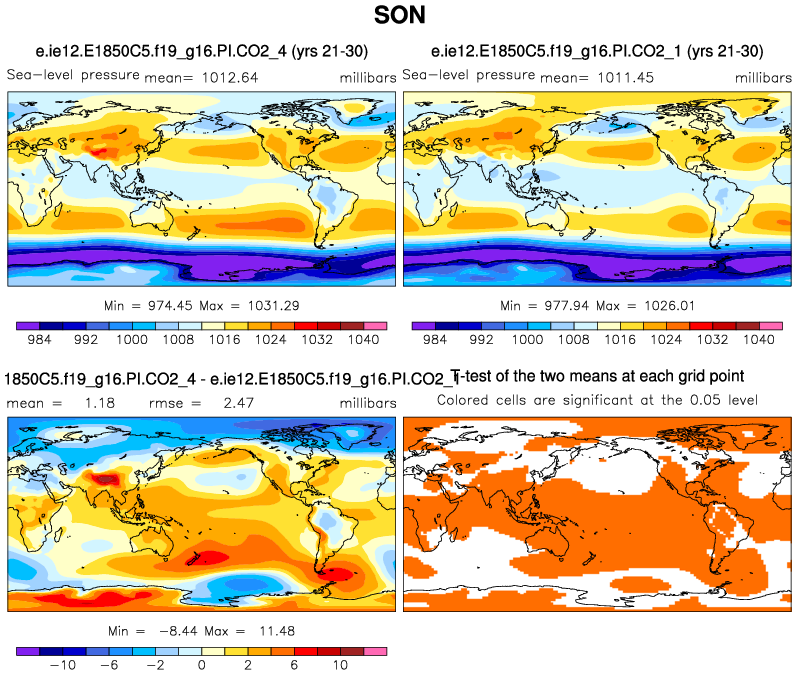 SON
e.ie12.E1850C5.f19_g16.PI.CO2_4 (yrs 21-30)
e.ie12.E1850C5.f19_g16.PI.CO2_1 (yrs 21-30)
Sea-level pressure mean= 1012.64 millibars
Sea-level pressure mean= 1011.45 millibars
Min = 974.45 Max = 1031.29
Min = 977.94 Max = 1026.01
984 992 1000 1008 1016 1024 1032 1040
984 992 1000 1008 1016 1024 1032 1040
1850C5.f19_g16.PI.CO2_4 - e.ie12.E1850C5.f19_g16.PI.CO2_1
T-test of the two means at each grid point
mean = 1.18 rmse = 2.47 millibars
Colored cells are significant at the 0.05 level
Min = -8.44 Max = 11.48
-10 -6 -2 0 2 6 10